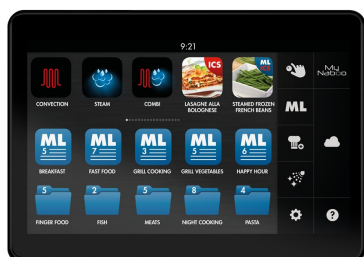 9:21
ICS
ML
ICS
My
Naboo
CONVECTION
STEAM
COMBI
LASAGNE ALLA
BOLOGNESE
STEAMED FROZEN
FRENCH BEANS
ML
ML
5
ML
7
ML
3
ML
5
ML
6
BREAKFAST
FAST FOOD
GRILL COOKING
GRILL VEGETABLES
HAPPY HOUR
5
2
5
8
4
FINGER FOOD
FISH
MEATS
NIGHT COOKING
PASTA
?